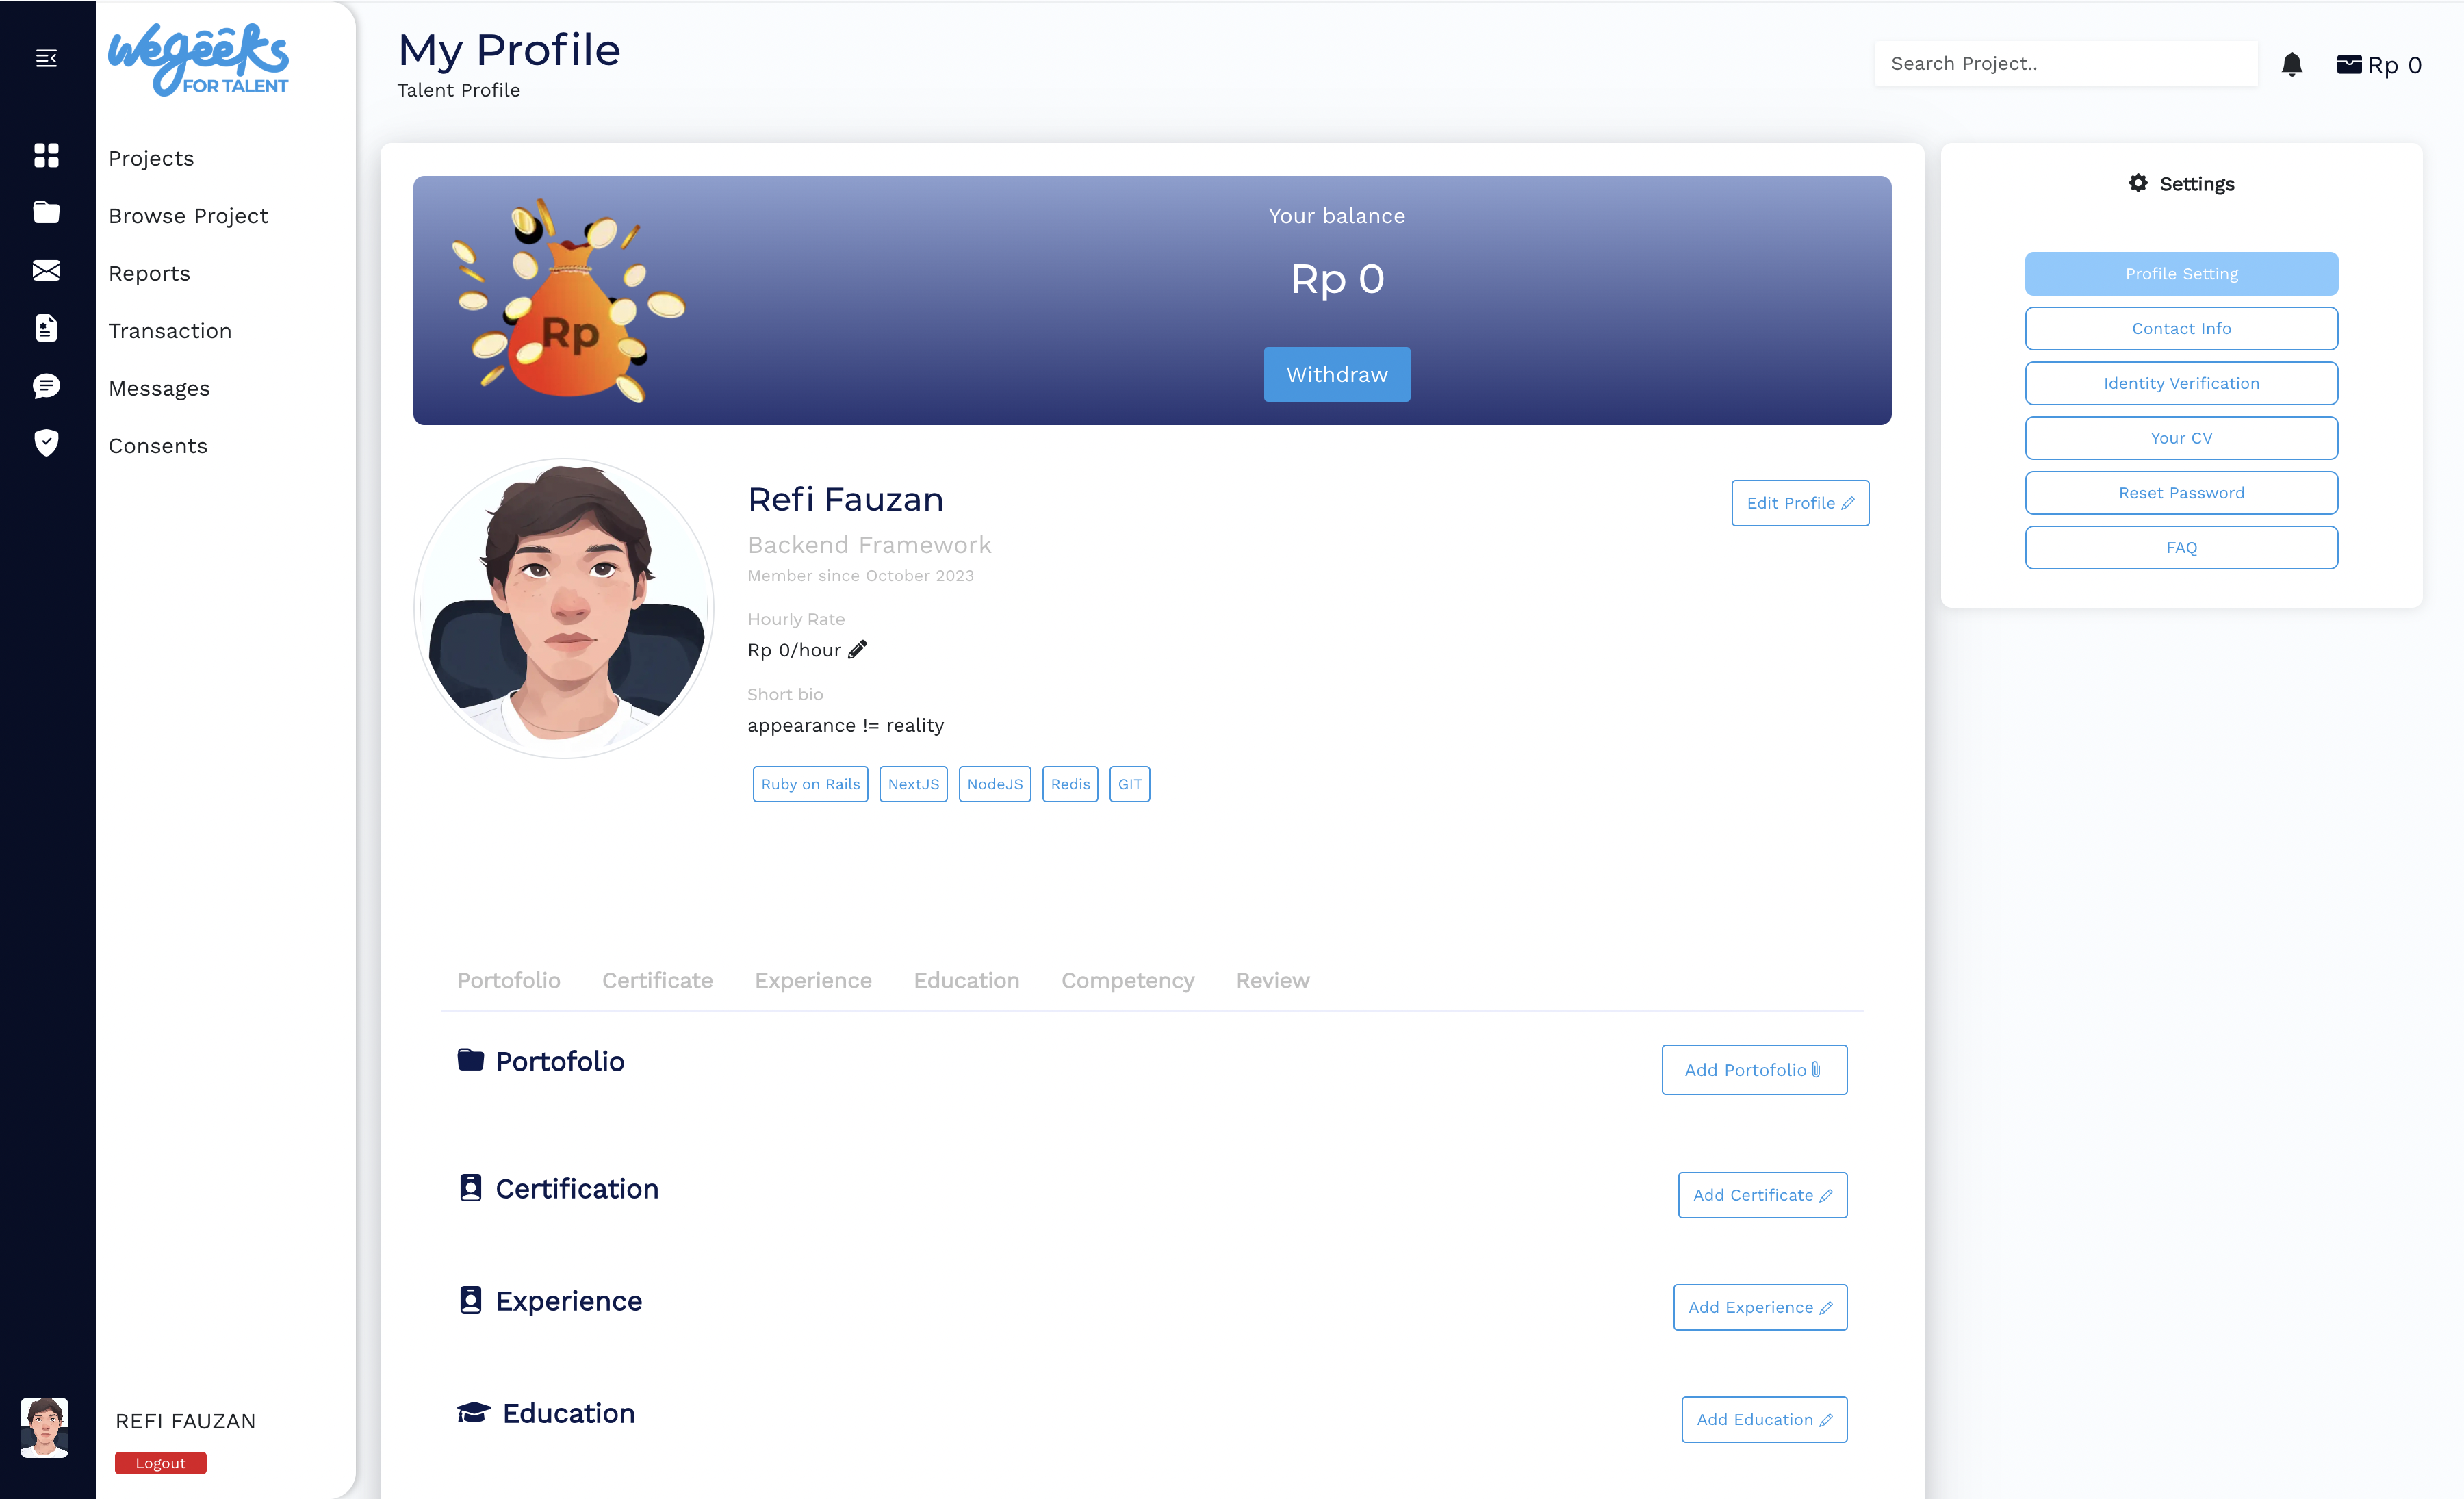 wegeeks
FOR TALENT
Projects
Browse Project
Reports
Transaction
Messages
Consents
REFI FAUZAN
Logout
My Profile
Talent Profile
Search Project..
Rp 0
Your balance
Rp 0
Withdraw
Rp
Refi Fauzan
Edit Profile
Backend Framework
Member since October 2023
Hourly Rate
Rp 0/hour
Short bio
appearance != reality
Ruby on Rails NextJS NodeJS Redis GIT
Portofolio Certificate Experience Education Competency Review
Portofolio
Add Portofolio
Certification
Add Certificate
Experience
Add Experience
Education
Add Education
Settings
Profile Setting
Contact Info
Identity Verification
Your CV
Reset Password
FAQ